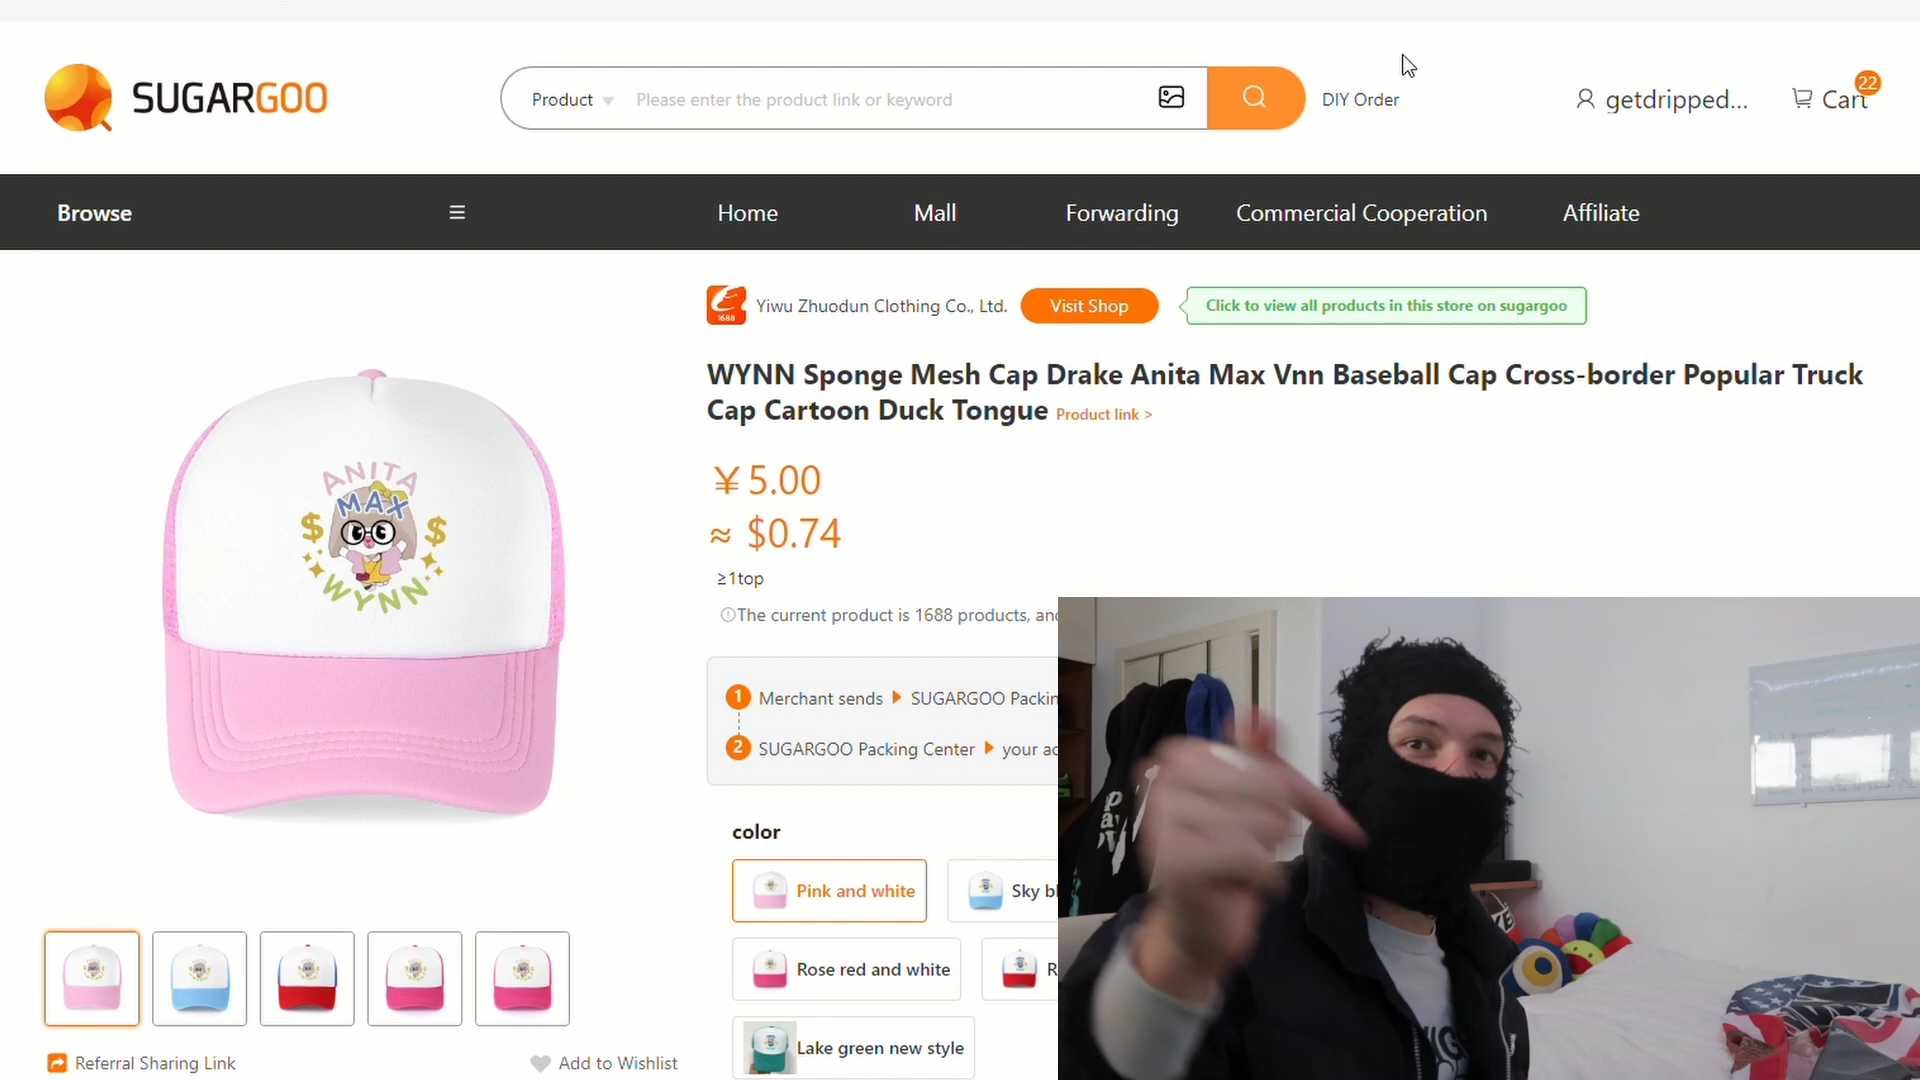 SUGARGOO
Product
Please enter the product link or keyword
DIY Order
getdripped...
Cart
22
Browse
Home
Mall
Forwarding
Commercial Cooperation
Affiliate
1688
Yiwu Zhuodun Clothing Co., Ltd.
Visit Shop
Click to view all products in this store on sugargoo
WYNN Sponge Mesh Cap Drake Anita Max Vnn Baseball Cap Cross-border Popular Truck
Cap Cartoon Duck Tongue Product link >
¥5.00
≈ $0.74
≥1top
The current product is 1688 products,
ANITA
MAX
$ $
WYNN
1 Merchant sends SUGARGOO
2 SUGARGOO Packing Center your
color
Pink and white
Sky
Rose red and white
Lake green new style
Referral Sharing Link
Add to Wishlist